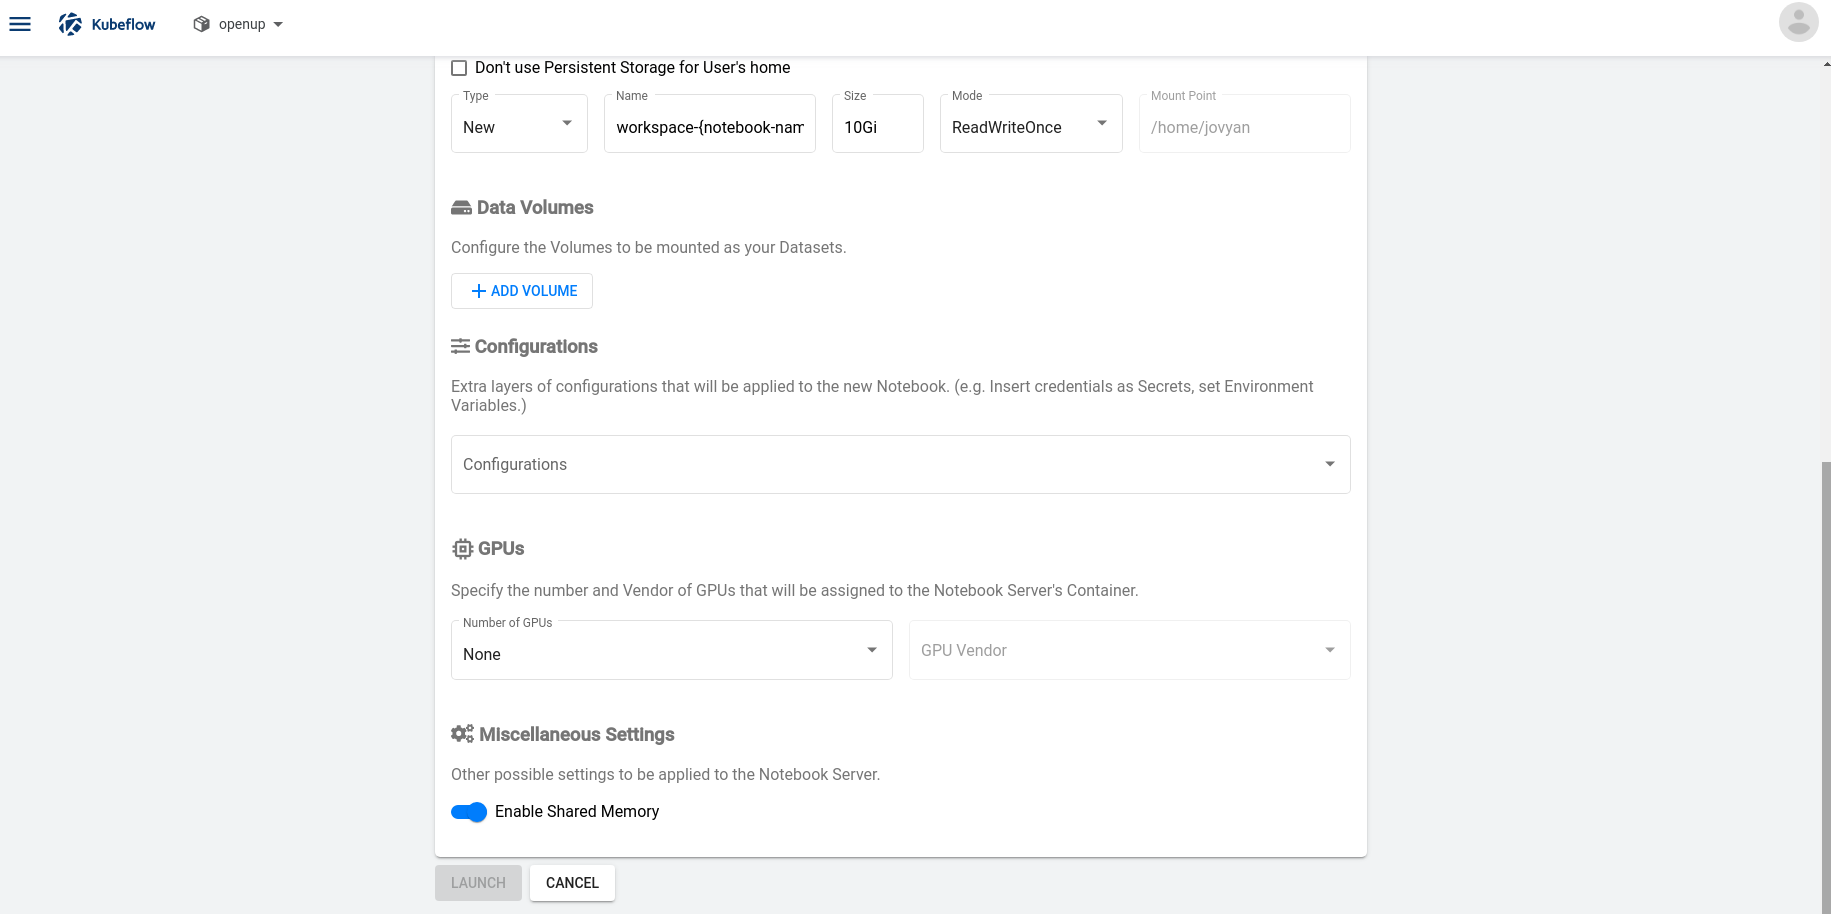 Kubeflow
openup
Don't use Persistent Storage for User's home
Type
New
Name
workspace-{notebook-nam
Size
10Gi
Mode
ReadWriteOnce
Mount Point
/home/jovyan
Data Volumes
Configure the Volumes to be mounted as your Datasets.
ADD VOLUME
Configurations
Extra layers of configurations that will be applied to the new Notebook. (e.g. Insert credentials as Secrets, set Environment
Variables.)
Configurations
GPUs
Specify the number and Vendor of GPUs that will be assigned to the Notebook Server's Container.
Number of GPUs
None
GPU Vendor
Miscellaneous Settings
Other possible settings to be applied to the Notebook Server.
Enable Shared Memory
LAUNCH
CANCEL